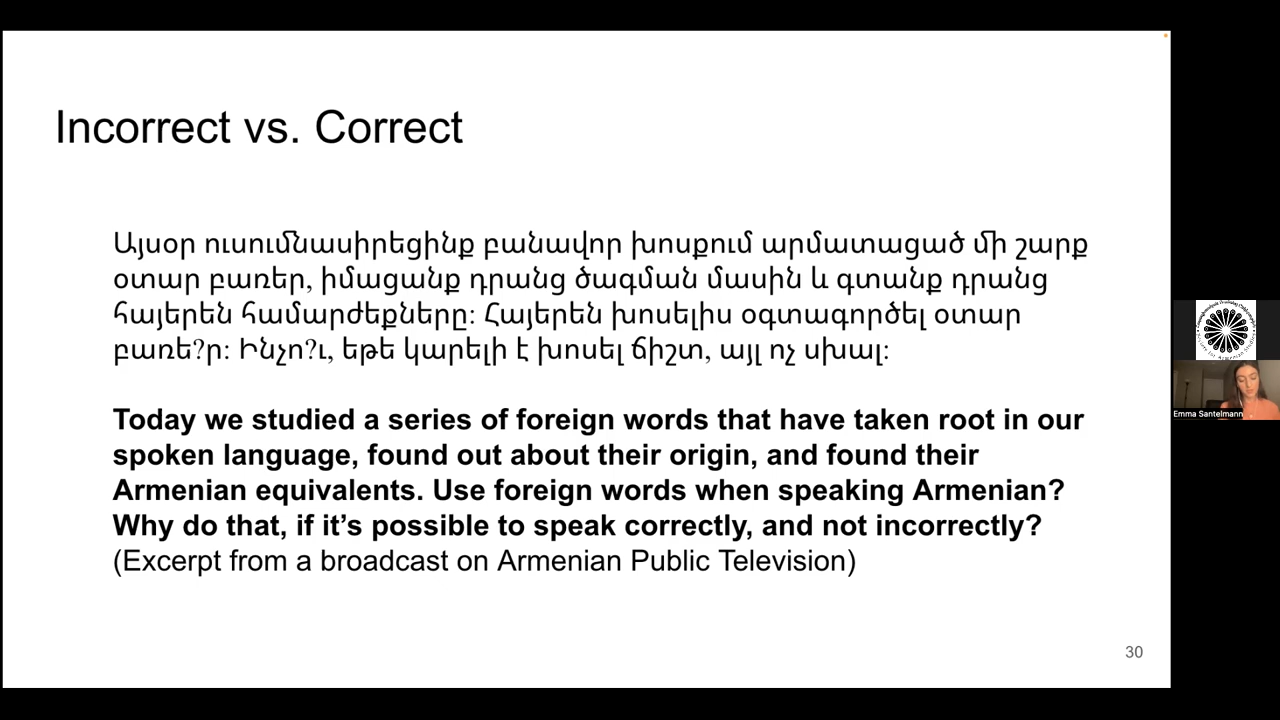 Incorrect vs. Correct
Այսօր ուսումնասիրեցինք բանավոր խոսքում արմատացած մի շարք
օտար բառեր, իմացանք դրանց ծագման մասին և գտանք դրանց
հայերեն համարժեքները։ Հայերեն խոսելիս օգտագործել օտար
բառե?ր։ Ինչո?ւ, եթե կարելի է խոսել ճիշտ, այլ ոչ սխալ։
Today we studied a series of foreign words that have taken root in our
spoken language, found out about their origin, and found their
Armenian equivalents. Use foreign words when speaking Armenian?
Why do that, if it’s possible to speak correctly, and not incorrectly?
(Excerpt from a broadcast on Armenian Public Television)
30
Emma Santelmann